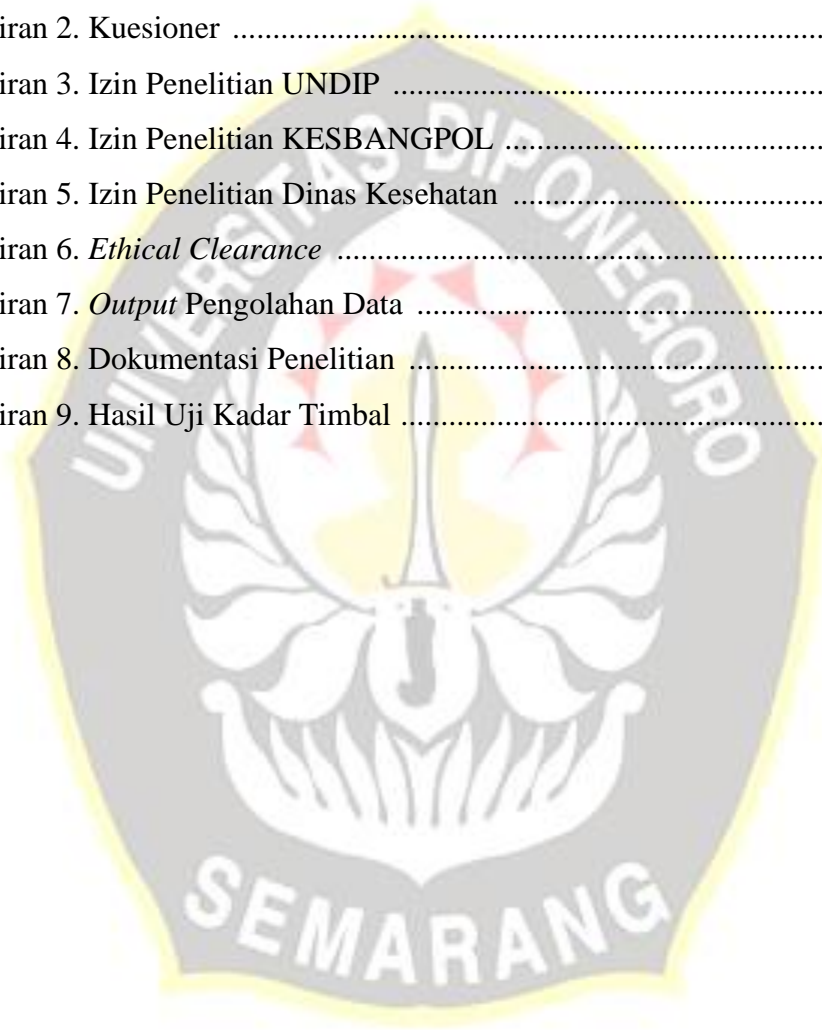 iran 2. Kuesioner ........................................................................
iran 3. Izin Penelitian UNDIP ....................................................
iran 4. Izin Penelitian KESBANGPOL .......................................
iran 5. Izin Penelitian Dinas Kesehatan ......................................
iran 6. Ethical Clearance ...........................................................
iran 7. Output Pengolahan Data .................................................
iran 8. Dokumentasi Penelitian ..................................................
iran 9. Hasil Uji Kadar Timbal ...................................................
UNIVERSITAS DIPONEGORO
SEMARANG